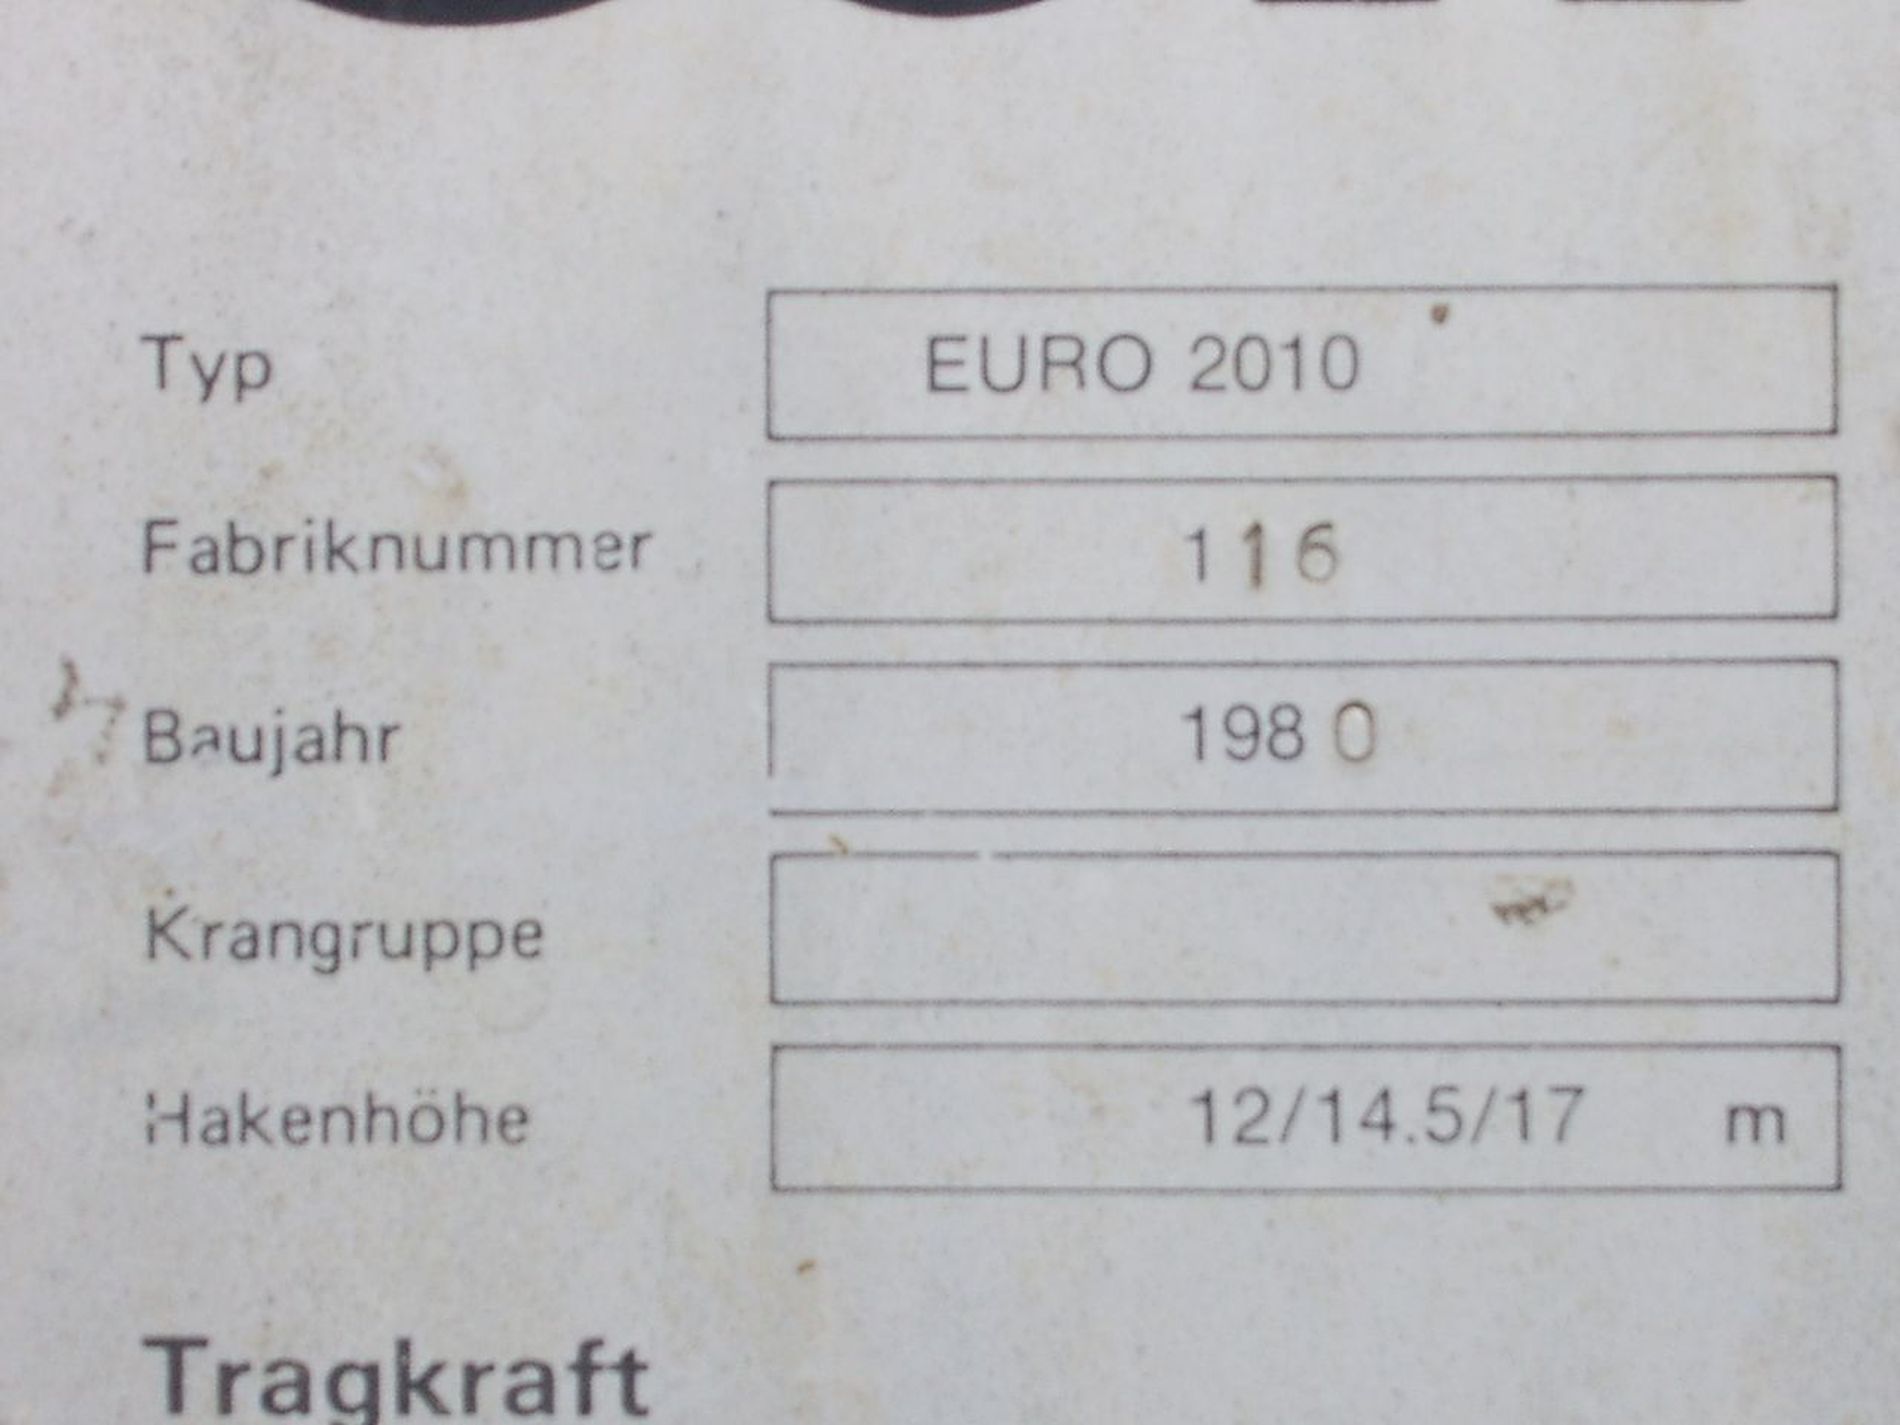 Typ EURO 2010
Fabriknummer 116
Baujahr 1980
Krangruppe
Hakenhöhe 12/14.5/17 m
Tragkraft